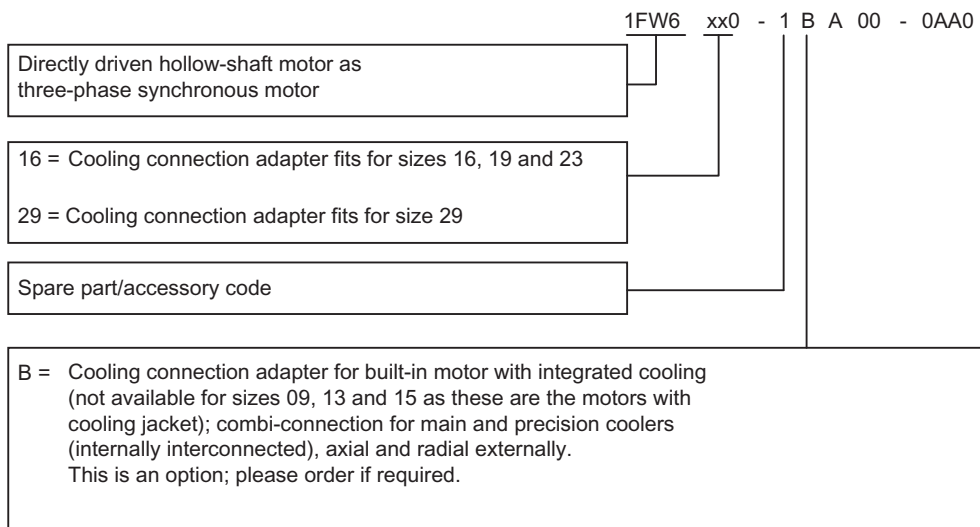 1FW6 xx0 - 1 B A 00 - 0AA0
Directly driven hollow-shaft motor as
three-phase synchronous motor
16 = Cooling connection adapter fits for sizes 16, 19 and 23
29 = Cooling connection adapter fits for size 29
Spare part/accessory code
B = Cooling connection adapter for built-in motor with integrated cooling
(not available for sizes 09, 13 and 15 as these are the motors with
cooling jacket); combi-connection for main and precision coolers
(internally interconnected), axial and radial externally.
This is an option; please order if required.